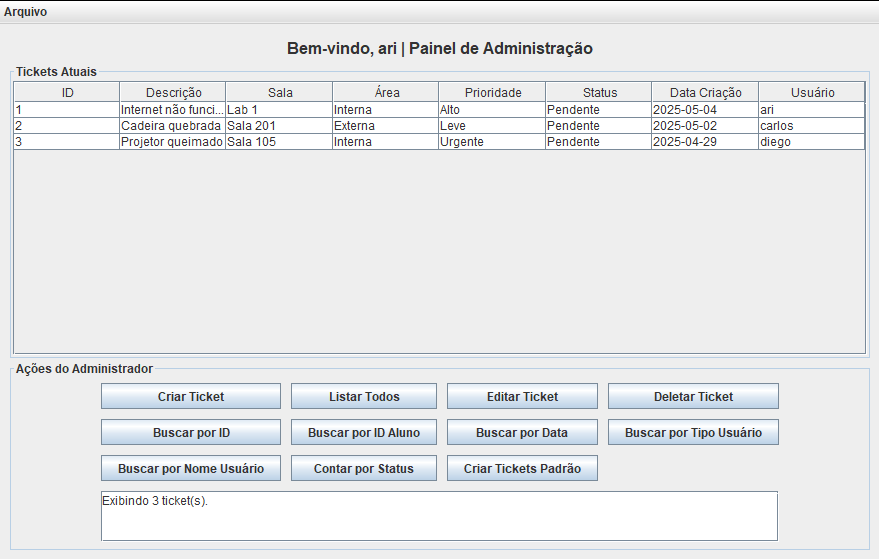 Arquivo
Bem-vindo, ari | Painel de Administração
Tickets Atuais
ID Descrição Sala Área Prioridade Status Data Criação Usuário
1 Internet não funci... Lab 1 Interna Alto Pendente 2025-05-04 ari
2 Cadeira quebrada Sala 201 Externa Leve Pendente 2025-05-02 carlos
3 Projetor queimado Sala 105 Interna Urgente Pendente 2025-04-29 diego
Ações do Administrador
Criar Ticket Listar Todos Editar Ticket Deletar Ticket
Buscar por ID Buscar por ID Aluno Buscar por Data Buscar por Tipo Usuário
Buscar por Nome Usuário Contar por Status Criar Tickets Padrão
Exibindo 3 ticket(s).